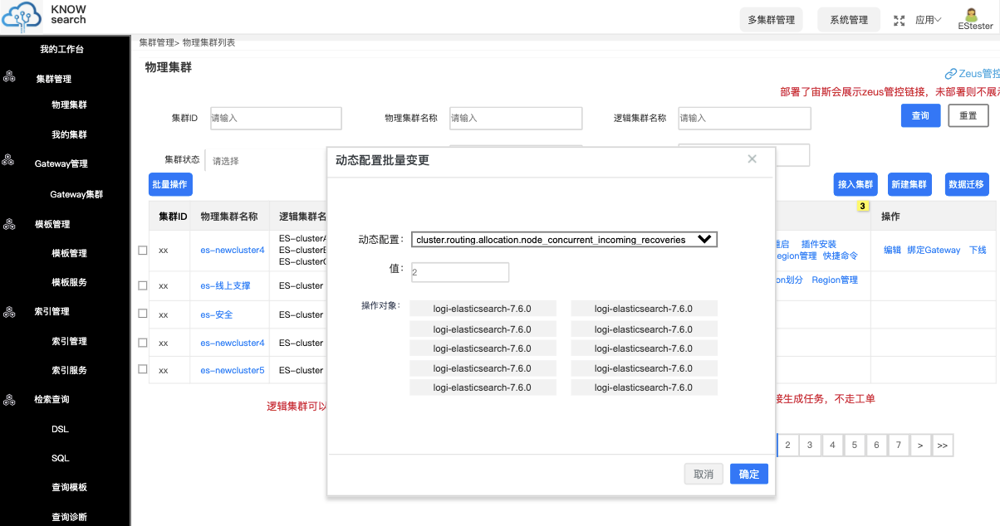 KNOW
search
多集群管理
系统管理
应用
EStester
我的工作台
集群管理
物理集群
我的集群
Gateway管理
Gateway集群
模板管理
模板管理
模板服务
索引管理
索引管理
索引服务
检索查询
DSL
SQL
查询模板
查询诊断
集群管理> 物理集群列表
物理集群
Zeus管控
部署了宙斯会展示zeus管控链接，未部署则不展示
集群ID 请输入
物理集群名称 请输入
逻辑集群名称 请输入
查询 重置
集群状态 请选择
批量操作
接入集群 新建集群 数据迁移
3
集群ID 物理集群名称 逻辑集群名 操作
xx es-newcluster4 ES-clusterA
ES-clusterB
ES-clusterC
重启 插件安装
egion管理 快捷命令
编辑 绑定Gateway 下线
xx es-线上支撑 ES-cluster
on划分 Region管理
xx es-安全 ES-cluster
xx es-newcluster4 ES-cluster
xx es-newcluster5 ES-cluster
逻辑集群可以
接生成任务，不走工单
2 3 4 5 6 7 > >>
动态配置批量变更
×
动态配置： cluster.routing.allocation.node_concurrent_incoming_recoveries
值： 2
操作对象：
logi-elasticsearch-7.6.0 logi-elasticsearch-7.6.0
logi-elasticsearch-7.6.0 logi-elasticsearch-7.6.0
logi-elasticsearch-7.6.0 logi-elasticsearch-7.6.0
logi-elasticsearch-7.6.0 logi-elasticsearch-7.6.0
logi-elasticsearch-7.6.0 logi-elasticsearch-7.6.0
取消 确定